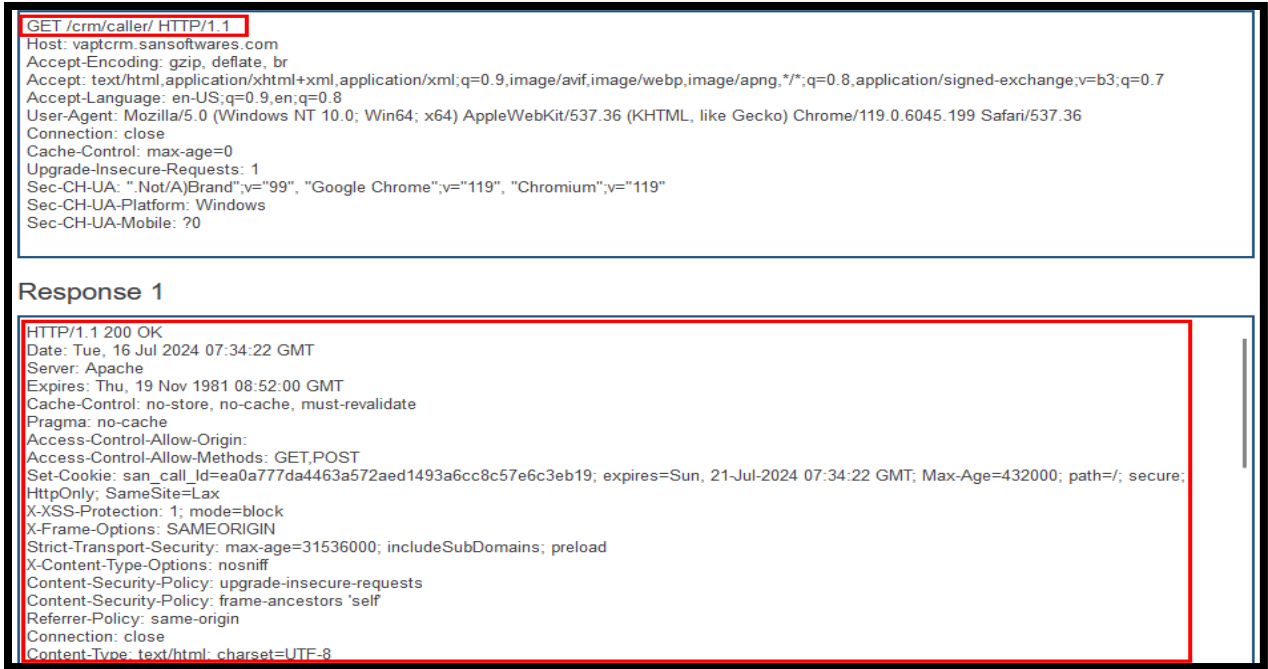 GET /crm/caller/ HTTP/1.1
Host: vaptcrm.sansoftwares.com
Accept-Encoding: gzip, deflate, br
Accept: text/html,application/xhtml+xml,application/xml;q=0.9,image/avif,image/webp,image/apng,*/*;q=0.8,application/signed-exchange;v=b3;q=0.7
Accept-Language: en-US;q=0.9,en;q=0.8
User-Agent: Mozilla/5.0 (Windows NT 10.0; Win64; x64) AppleWebKit/537.36 (KHTML, like Gecko) Chrome/119.0.6045.199 Safari/537.36
Connection: close
Cache-Control: max-age=0
Upgrade-Insecure-Requests: 1
Sec-CH-UA: ".Not/A)Brand";v="99", "Google Chrome";v="119", "Chromium";v="119"
Sec-CH-UA-Platform: Windows
Sec-CH-UA-Mobile: ?0
Response 1
HTTP/1.1 200 OK
Date: Tue, 16 Jul 2024 07:34:22 GMT
Server: Apache
Expires: Thu, 19 Nov 1981 08:52:00 GMT
Cache-Control: no-store, no-cache, must-revalidate
Pragma: no-cache
Access-Control-Allow-Origin:
Access-Control-Allow-Methods: GET,POST
Set-Cookie: san_call_Id=ea0a777da4463a572aed1493a6cc8c57e6c3eb19; expires=Sun, 21-Jul-2024 07:34:22 GMT; Max-Age=432000; path=/; secure;
HttpOnly; SameSite=Lax
X-XSS-Protection: 1; mode=block
X-Frame-Options: SAMEORIGIN
Strict-Transport-Security: max-age=31536000; includeSubDomains; preload
X-Content-Type-Options: nosniff
Content-Security-Policy: upgrade-insecure-requests
Content-Security-Policy: frame-ancestors 'self'
Referrer-Policy: same-origin
Connection: close
Content-Type: text/html; charset=UTF-8